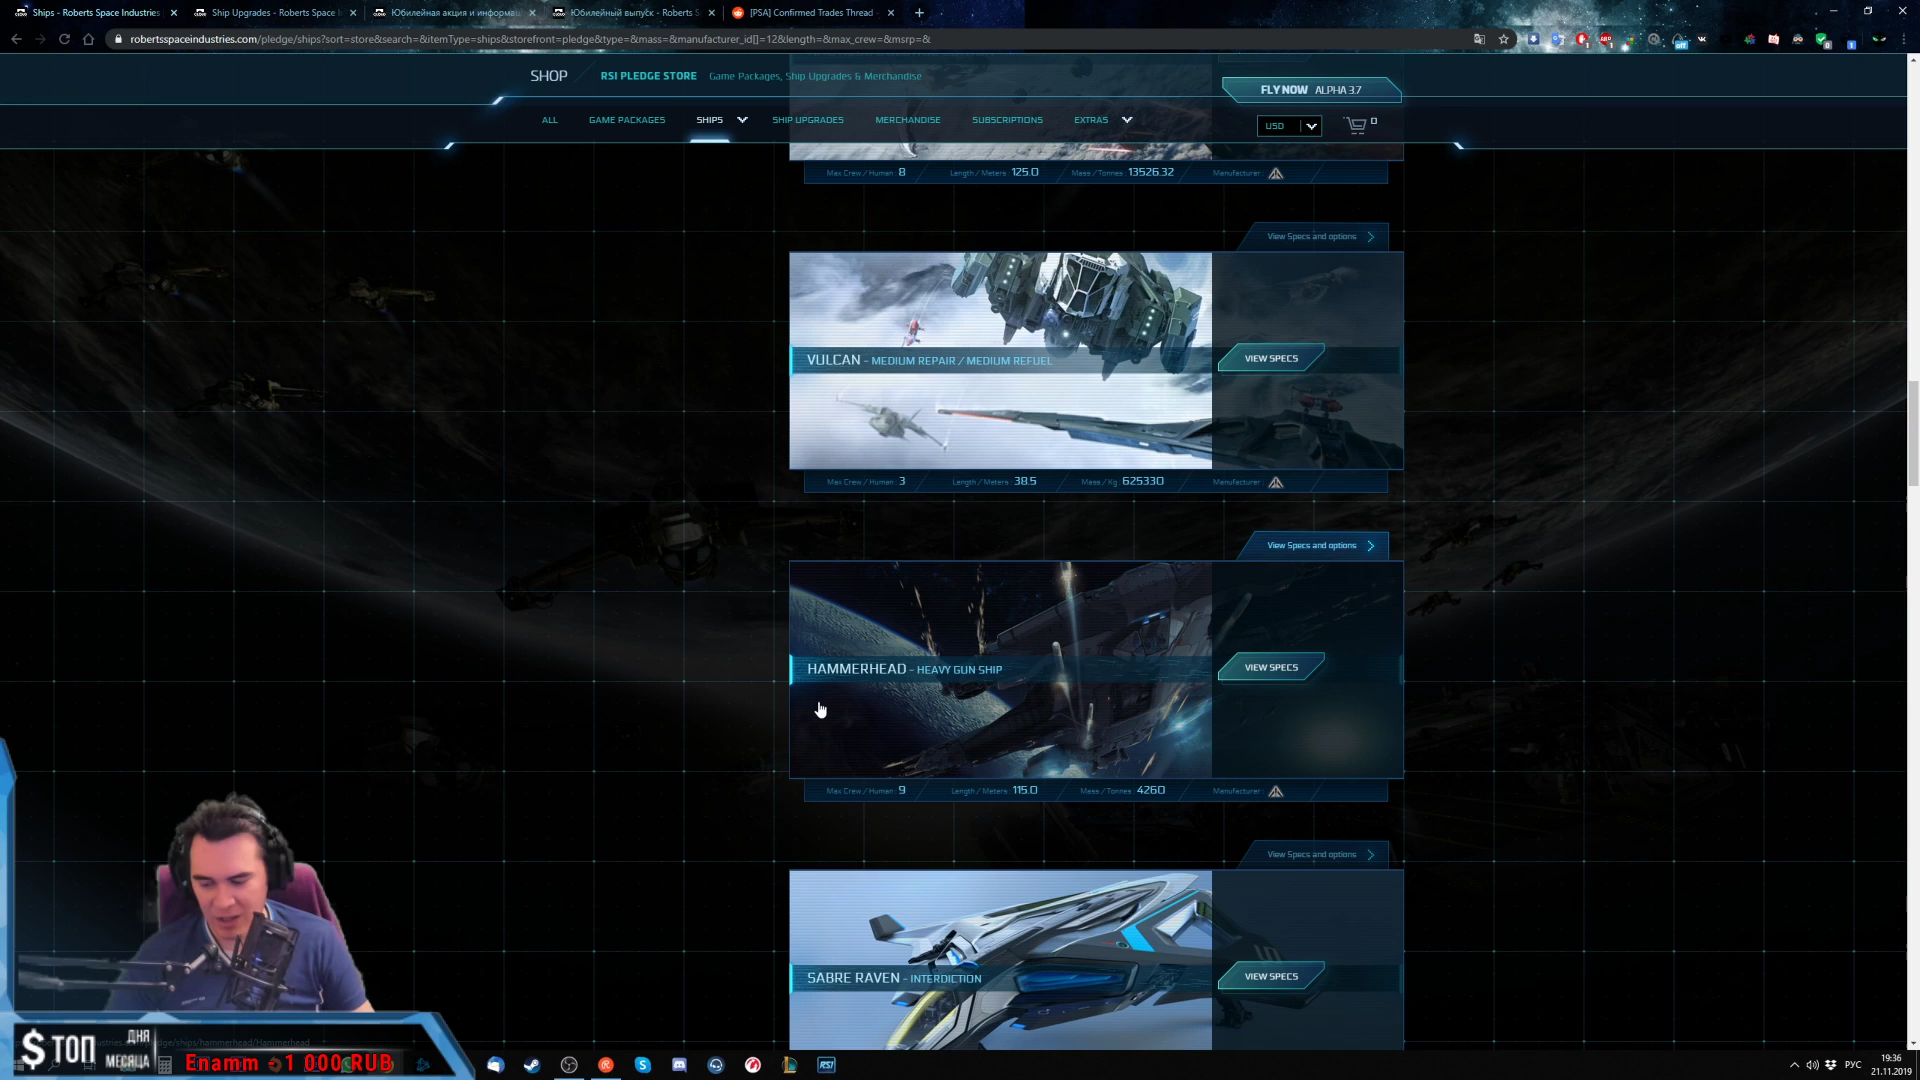 Ships - Roberts Space Industries
Ship Upgrades - Roberts Space I
Юбилейная акция и информац
Юбилейный выпуск - Roberts S
[PSA] Confirmed Trades Thread
robertsspaceindustries.com/pledge/ships?sort=store&search=&itemType=ships&storefront=pledge&type=&mass=&manufacturer_id[]=12&length=&max_crew=&msrp=&
SHOP
RSI PLEDGE STORE
Game Packages, Ship Upgrades & Merchandise
FLY NOW ALPHA 3.7
ALL
GAME PACKAGES
SHIPS
SHIP UPGRADES
MERCHANDISE
SUBSCRIPTIONS
EXTRAS
USD
0
Max Crew / Human: 8
Length / Meters: 125.0
Mass / Tonnes: 13526.32
Manufacturer:
View Specs and options
VULCAN - MEDIUM REPAIR / MEDIUM REFUEL
VIEW SPECS
Max Crew / Human: 3
Length / Meters: 38.5
Mass / Kg: 625330
Manufacturer:
View Specs and options
HAMMERHEAD - HEAVY GUN SHIP
VIEW SPECS
Max Crew / Human: 9
Length / Meters: 115.0
Mass / Tonnes: 4260
Manufacturer:
View Specs and options
SABRE RAVEN - INTERDICTION
VIEW SPECS
$ТОП
ДНЯ
МЕСЯЦА
Enamm - 1 000 RUB
РУС
19:36
21.11.2019